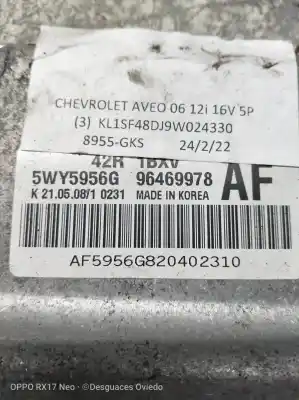 CHEVROLET AVEO 06 12i 16V 5P
(3) KL1SF48DJ9W024330
8955-GKS 24/2/22
42R 1BXV
5WY5956G 96469978 AF
K 21.05.08/1 0231 MADE IN KOREA
AF5956G820402310
OPPO RX17 Neo · ©Desguaces Oviedo